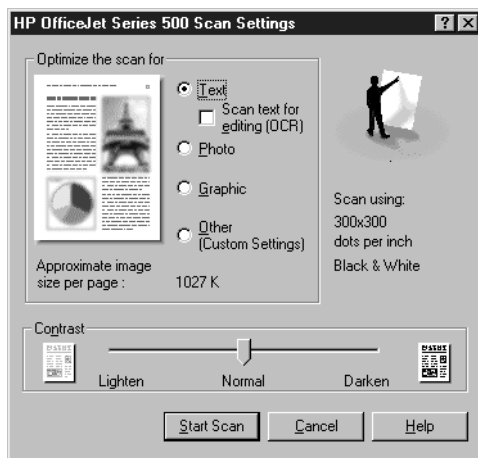 HP OfficeJet Series 500 Scan Settings
Optimize the scan for
Text
Scan text for
editing (OCR)
Photo
Graphic
Other
(Custom Settings)
Approximate image
size per page : 1027 K
Scan using:
300x300
dots per inch
Black & White
Contrast
Lighten Normal Darken
Start Scan Cancel Help